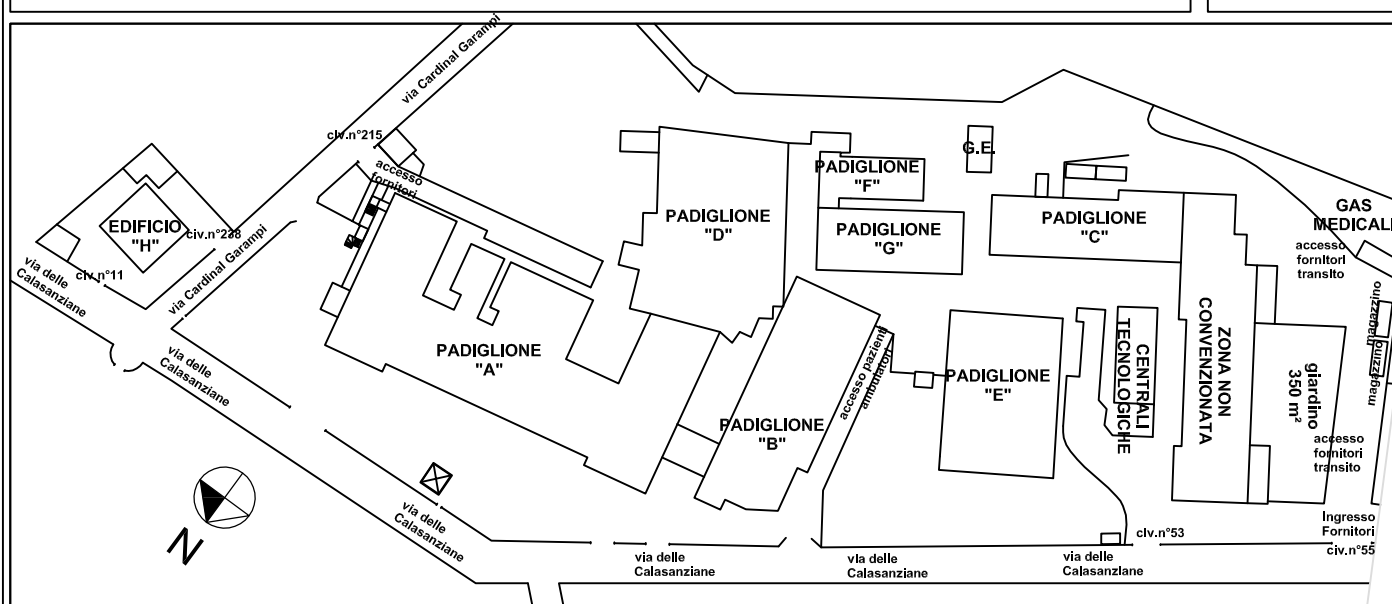 via Cardinal Garampi
civ.n°215
accesso
fornitori
EDIFICIO
"H"
civ.n°238
via Cardinal Garampi
via delle
Calasanziane
civ.n°11
via delle
Calasanziane
PADIGLIONE
"A"
PADIGLIONE
"D"
PADIGLIONE
"F"
G.E.
PADIGLIONE
"G"
PADIGLIONE
"C"
GAS
MEDICALI
accesso
fornitori
transito
magazzino
magazzino
PADIGLIONE
"B"
accesso pazienti
ambulatori
PADIGLIONE
"E"
CENTRALI
TECNOLOGICHE
ZONA NON
CONVENZIONATA
giardino
350 m²
accesso
fornitori
transito
N
via delle
Calasanziane
via delle
Calasanziane
via delle
Calasanziane
via delle
Calasanziane
civ.n°53
Ingresso
Fornitori
civ.n°55